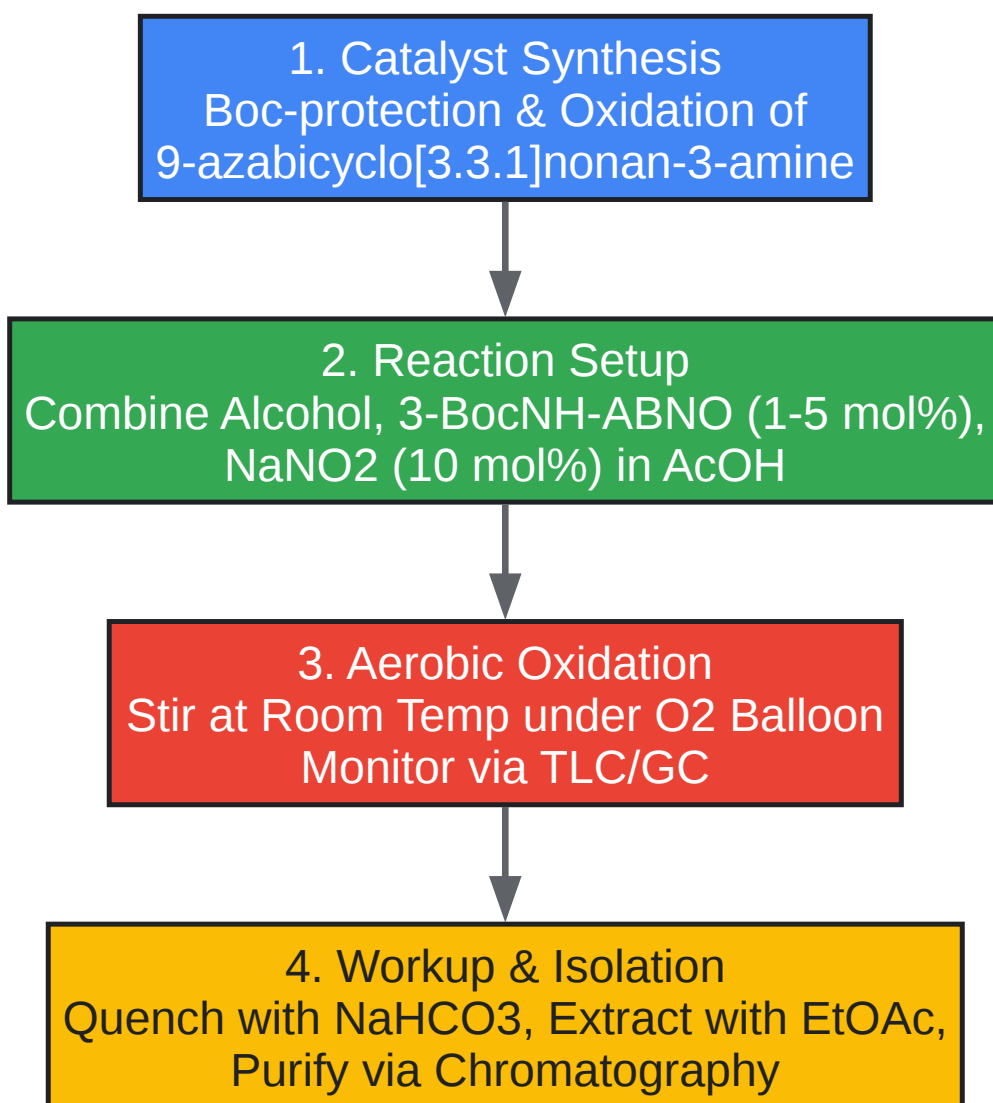 1. Catalyst Synthesis
Boc-protection & Oxidation of
9-azabicyclo[3.3.1]nonan-3-amine
2. Reaction Setup
Combine Alcohol, 3-BocNH-ABNO (1-5 mol%),
NaNO2 (10 mol%) in AcOH
3. Aerobic Oxidation
Stir at Room Temp under O2 Balloon
Monitor via TLC/GC
4. Workup & Isolation
Quench with NaHCO3, Extract with EtOAc,
Purify via Chromatography